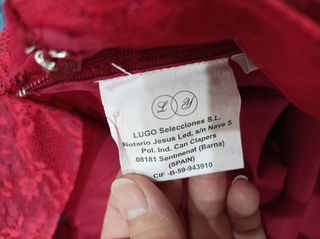 L Y
LUGO Selecciones S.L.
Notario Jesus Led, s/n Nave 5
Pol. Ind. Can Clapers
08181 Sentmenat (Barna)
(SPAIN)
CIF -B-59-943910